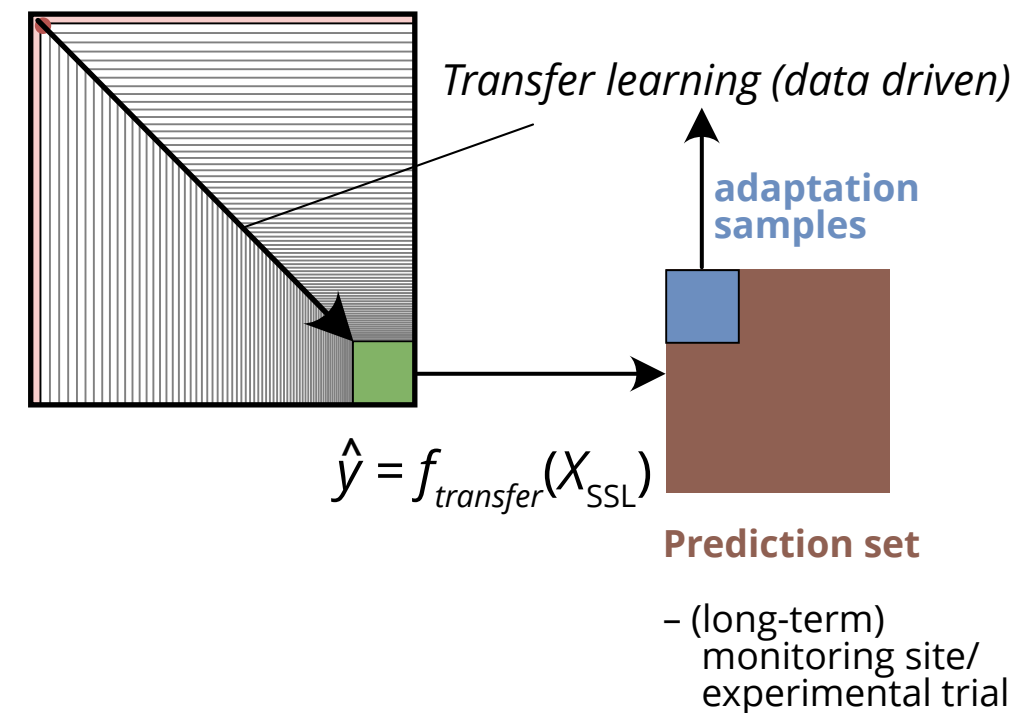 Transfer learning (data driven)
adaptation
samples
ŷ = f_transfer(X_SSL)
Prediction set
– (long-term)
monitoring site/
experimental trial